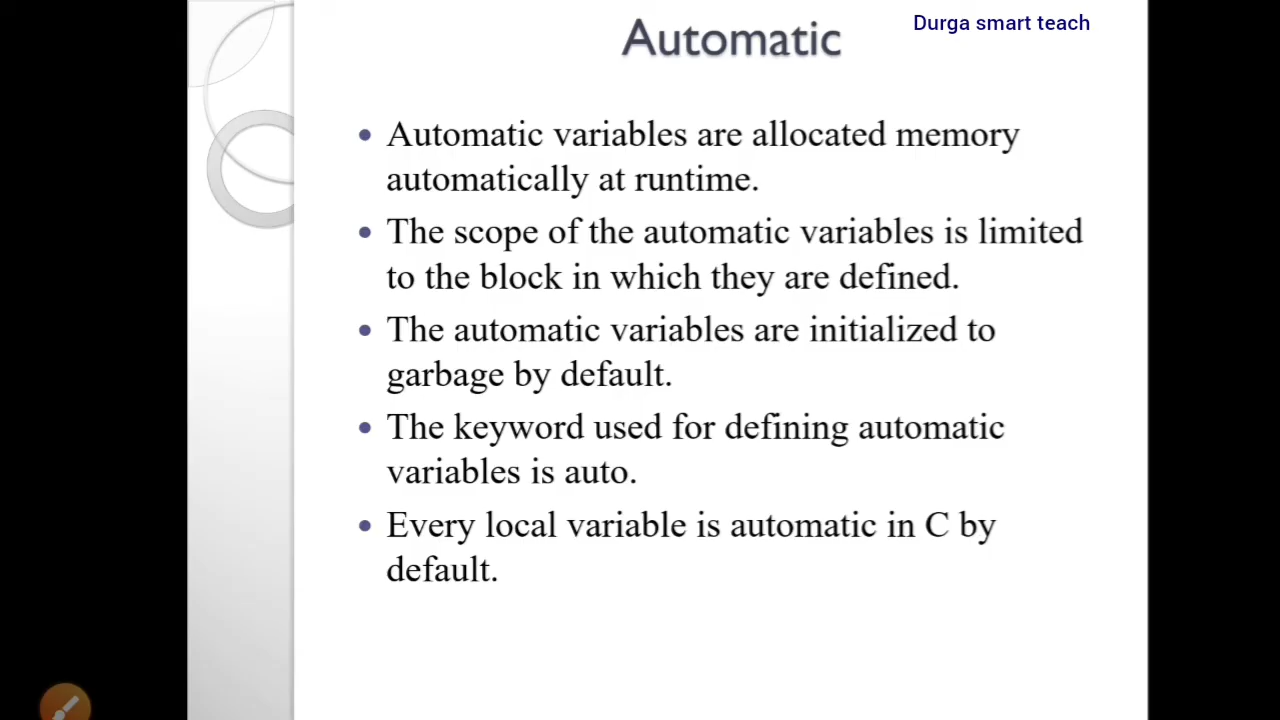 Automatic
Durga smart teach
Automatic variables are allocated memory
automatically at runtime.
The scope of the automatic variables is limited
to the block in which they are defined.
The automatic variables are initialized to
garbage by default.
The keyword used for defining automatic
variables is auto.
Every local variable is automatic in C by
default.